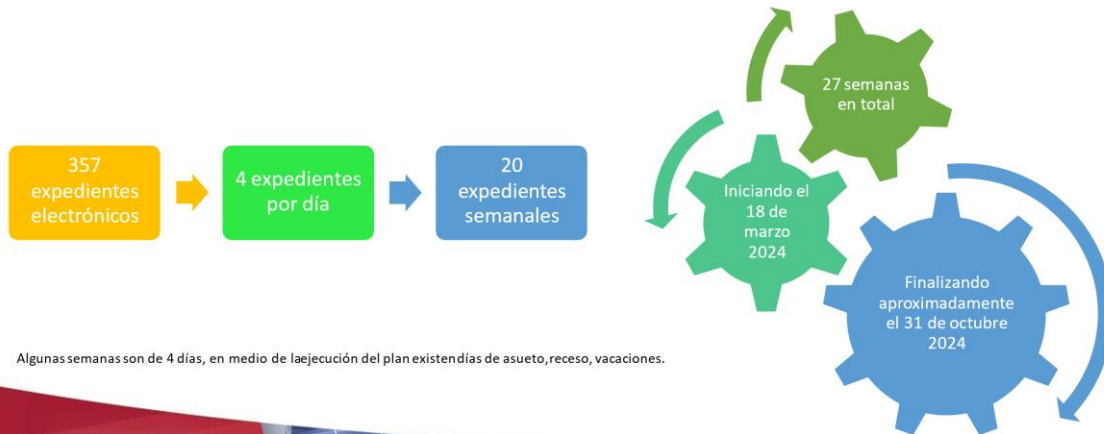 357
expedientes
electrónicos
4 expedientes
por día
20
expedientes
semanales
27 semanas
en total
Iniciando el
18 de
marzo
2024
Finalizando
aproximadamente
el 31 de octubre
2024
Algunas semanas son de 4 días, en medio de laejecución del plan existendías de asueto,receso, vacaciones.